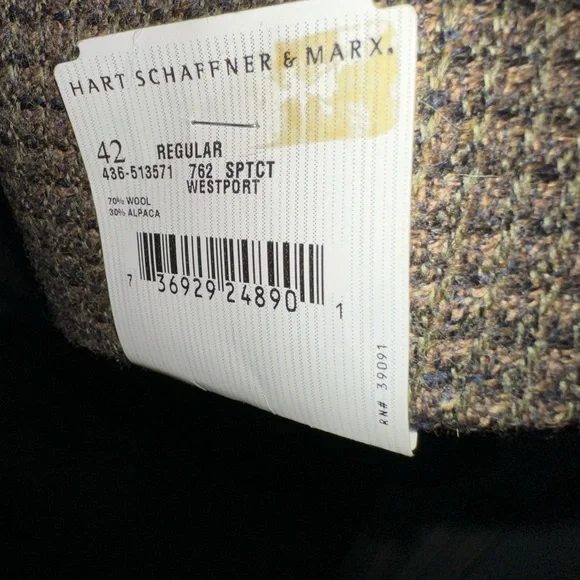 HART SCHAFFNER & MARX®
42 REGULAR
436-513571 762 SPTCT
WESTPORT
70% WOOL
30% ALPACA
7 36929 24890 1
RN# 39091